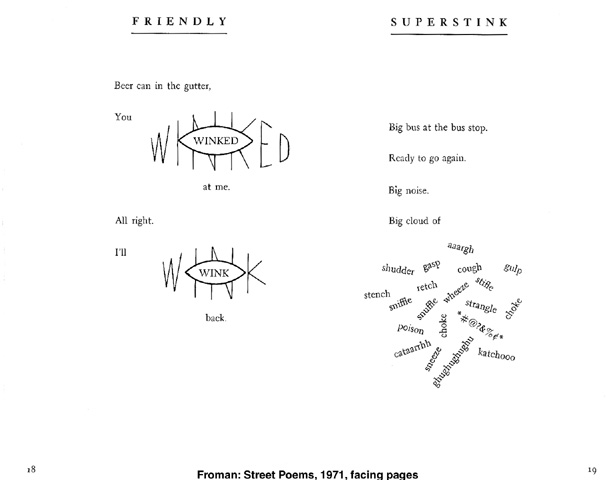 FRIENDLY
Beer can in the gutter,
You
WINKED
WINKED
at me.
All right.
I'll
WINK
WINK
back.
18
SUPERSTINK
Big bus at the bus stop.
Ready to go again.
Big noise.
Big cloud of
aaargh
shudder gasp cough gulp
stench retch wheeze stifle
sniffle snuffle strangle choke
poison choke *#@?&%¢*
cataarrhh sneeze ghughughughu katchooo
19
Froman: Street Poems, 1971, facing pages